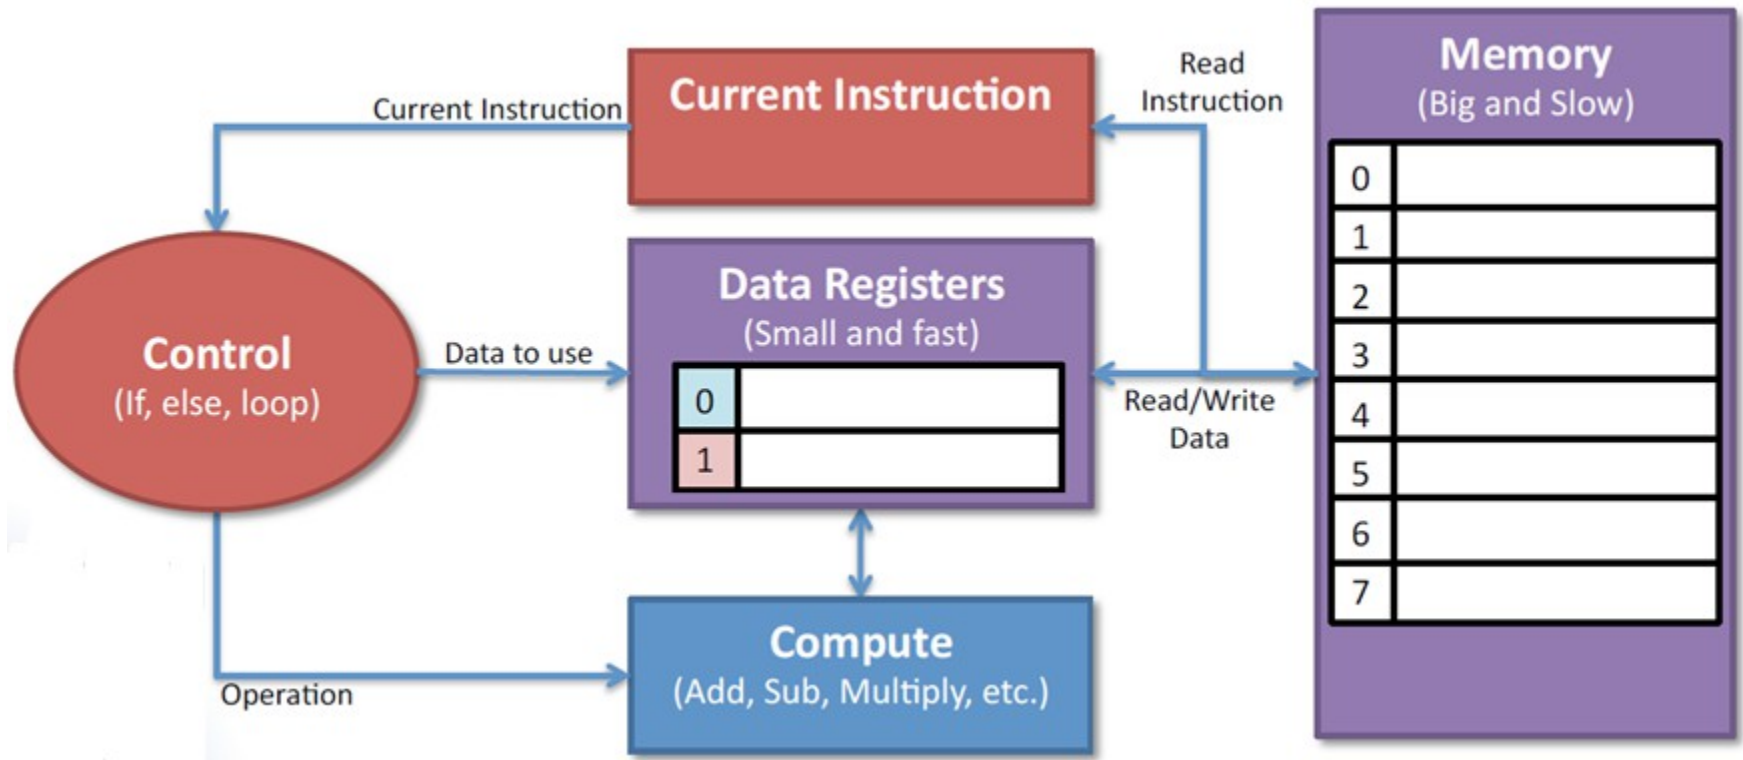 Current Instruction
Current Instruction
Read
Instruction
Memory
(Big and Slow)
0
1
2
3
4
5
6
7
Control
(If, else, loop)
Data to use
Data Registers
(Small and fast)
0
1
Read/Write
Data
Operation
Compute
(Add, Sub, Multiply, etc.)